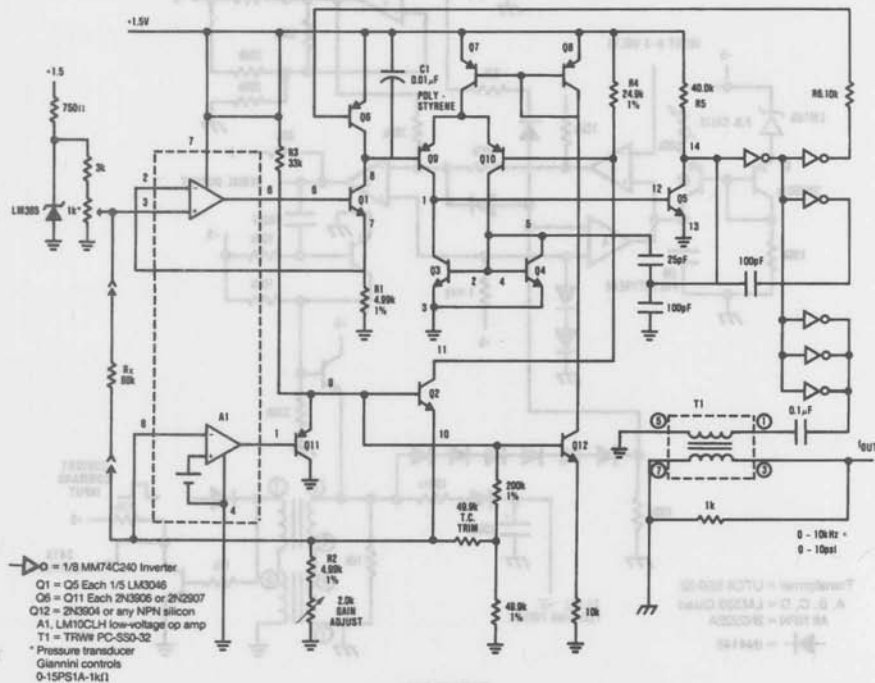 +1.5V
+1.5
750Ω
LM385
3k
1k*
7
2
3
6
6
R3
33k
Q6
C1
0.01µF
POLY-
STYRENE
Q7
Q8
R4
24.9k
1%
40.0k
R5
R6,10k
8
Q9
Q10
14
Q1
7
1
12
Q5
13
5
R1
4.99k
1%
Q3
2
4
Q4
3
25pF
100pF
100pF
11
Rx
60k
9
Q2
8
A1
1
Q11
10
Q12
4
200k
1%
T1
6
1
7
3
0.1µF
fOUT
49.9k
T.C.
TRIM
1k
R2
4.99k
1%
2.0k
GAIN
ADJUST
49.9k
1%
10k
0 - 10kHz =
0 - 10psi
= 1/8 MM74C240 Inverter
Q1 = Q5 Each 1/5 LM3046
Q6 = Q11 Each 2N3906 or 2N2907
Q12 = 2N3904 or any NPN silicon
A1, LM10CLH low-voltage op amp
T1 = TRW# PC-SS0-32
* Pressure transducer
Giannini controls
0-15PS1A-1kΩ